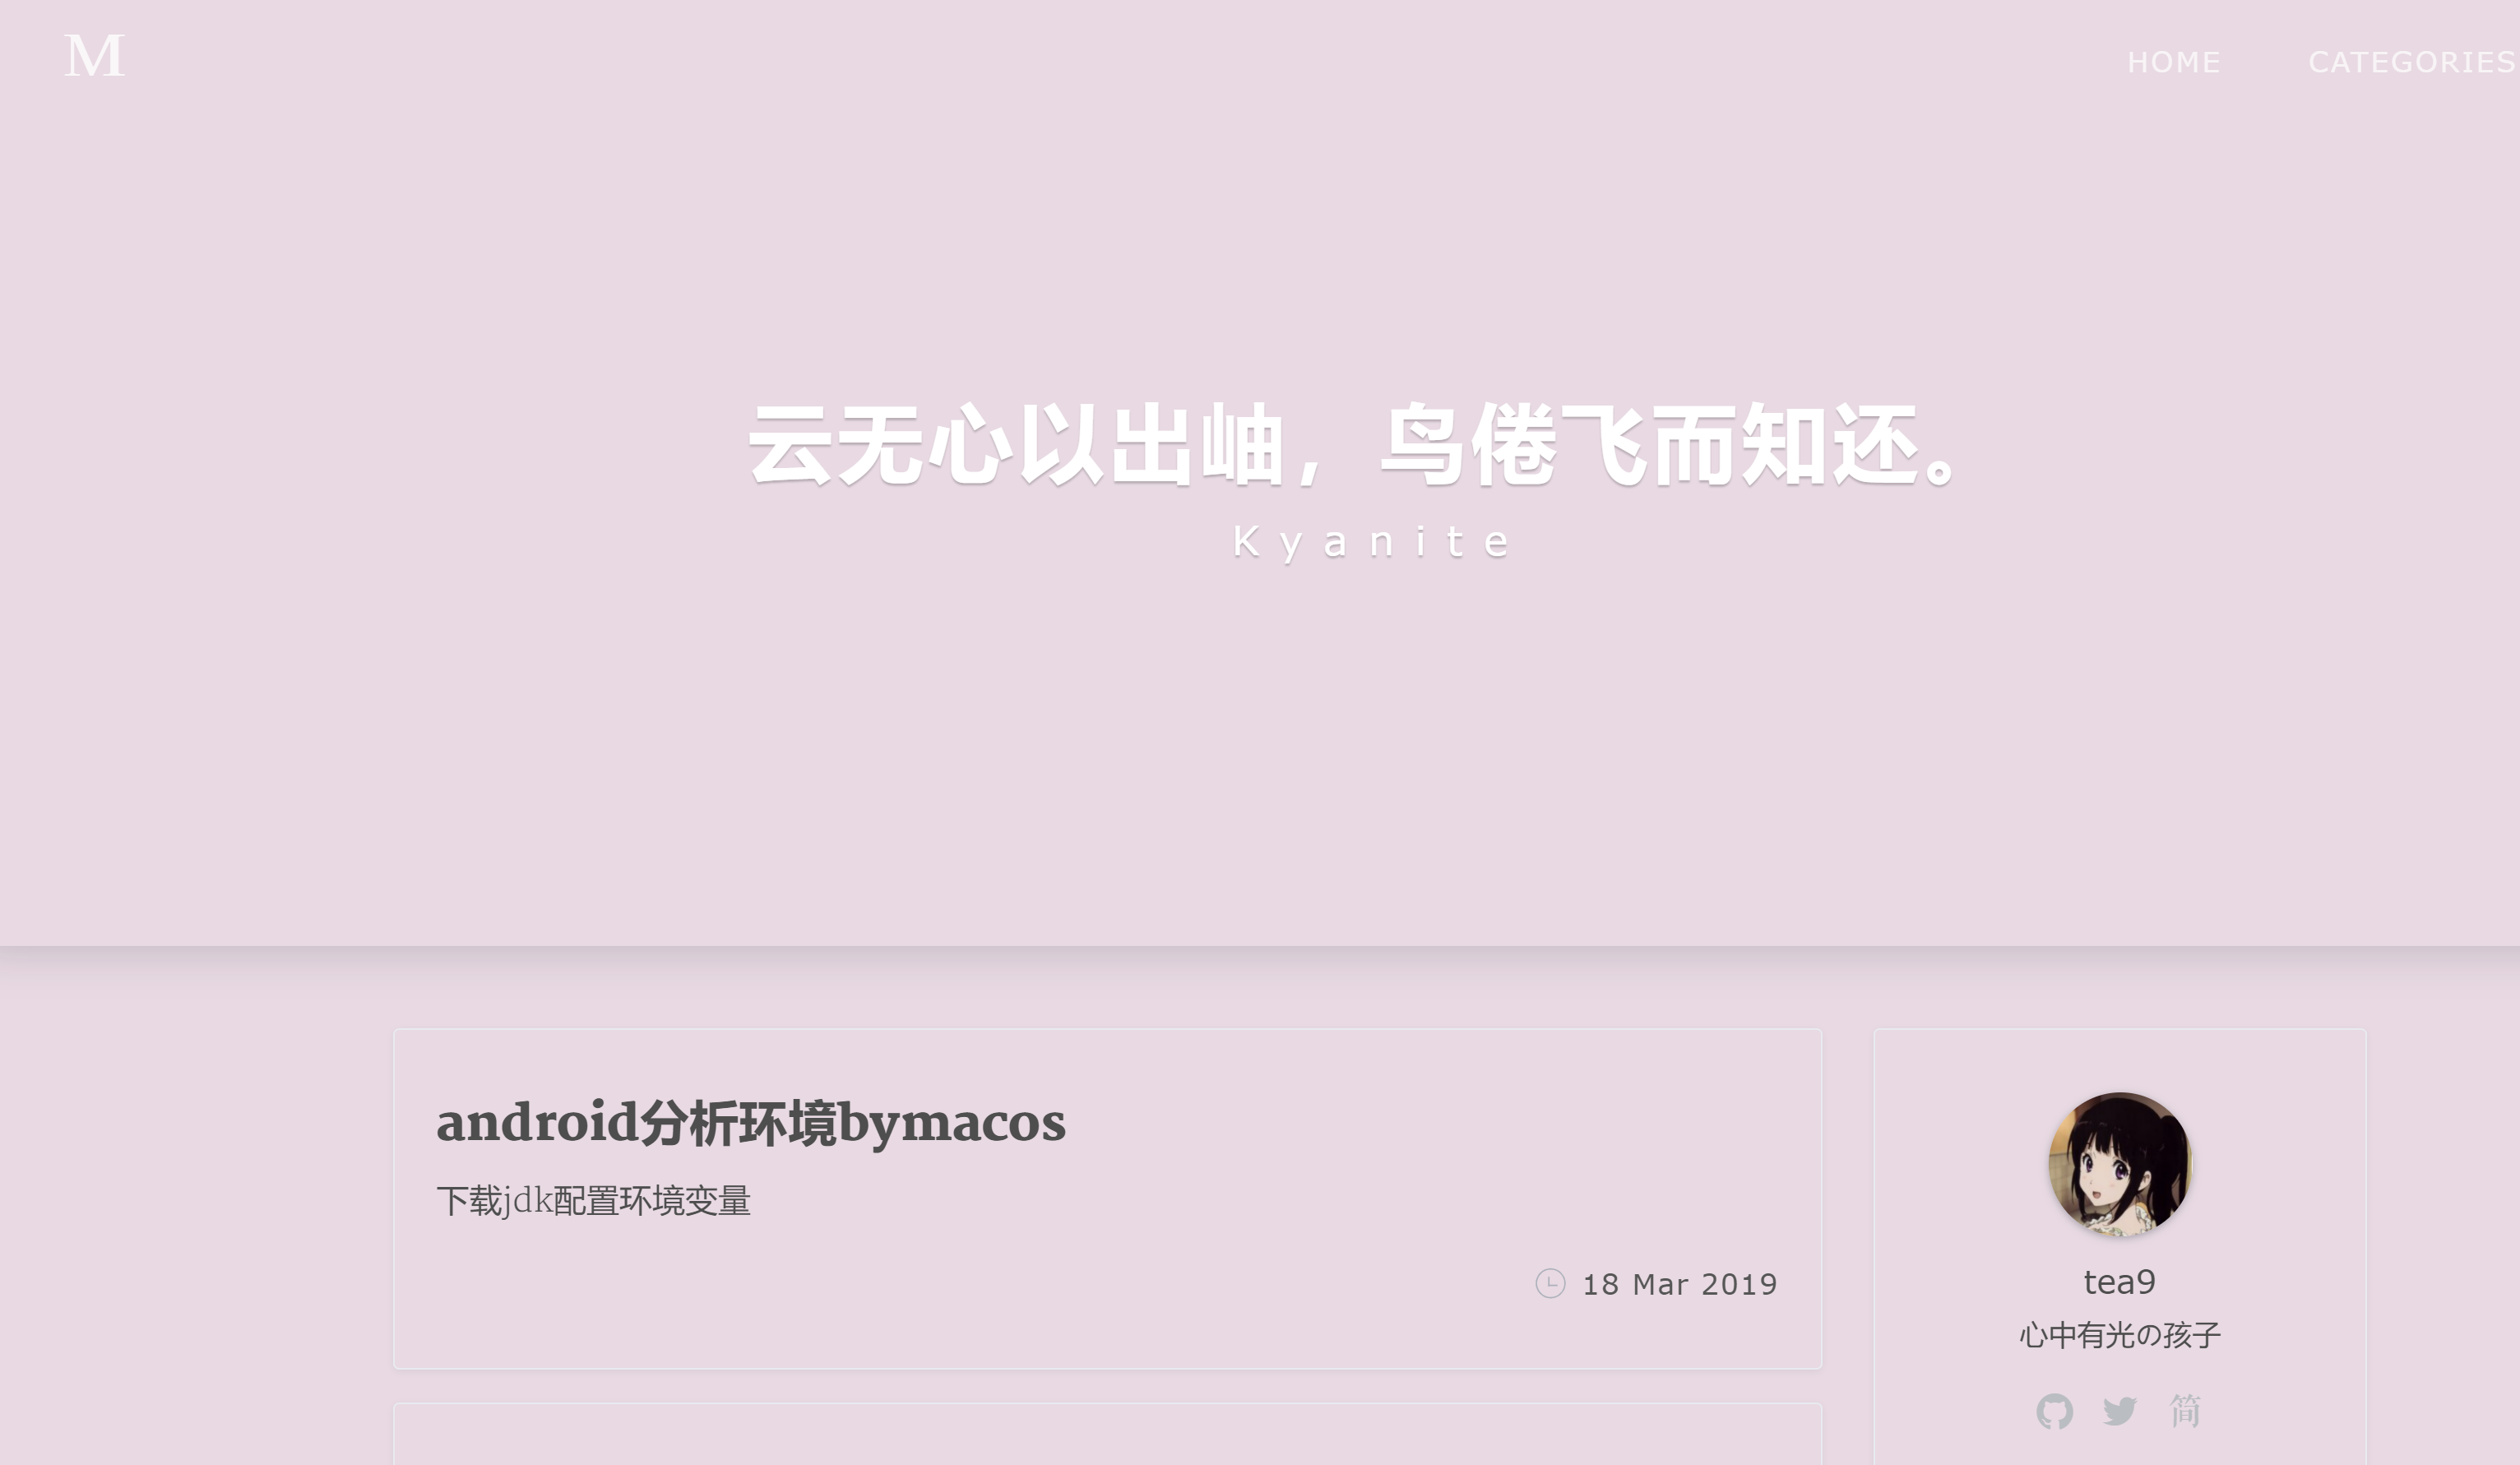 M
HOME
CATEGORIES
云无心以出岫，鸟倦飞而知还。
Kyanite
android分析环境bymacos
下载jdk配置环境变量
18 Mar 2019
tea9
心中有光の孩子
简